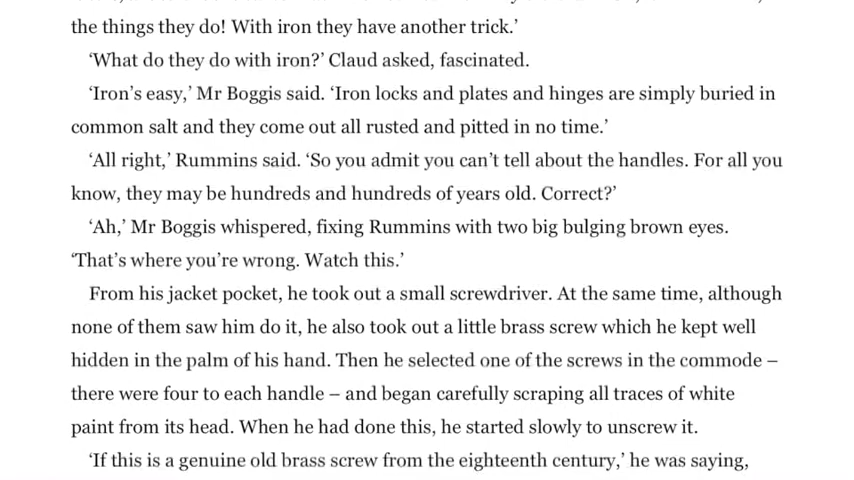 the things they do! With iron they have another trick.’
‘What do they do with iron?’ Claud asked, fascinated.
‘Iron’s easy,’ Mr Boggis said. ‘Iron locks and plates and hinges are simply buried in
common salt and they come out all rusted and pitted in no time.’
‘All right,’ Rummins said. ‘So you admit you can’t tell about the handles. For all you
know, they may be hundreds and hundreds of years old. Correct?’
‘Ah,’ Mr Boggis whispered, fixing Rummins with two big bulging brown eyes.
‘That’s where you’re wrong. Watch this.’
From his jacket pocket, he took out a small screwdriver. At the same time, although
none of them saw him do it, he also took out a little brass screw which he kept well
hidden in the palm of his hand. Then he selected one of the screws in the commode –
there were four to each handle – and began carefully scraping all traces of white
paint from its head. When he had done this, he started slowly to unscrew it.
‘If this is a genuine old brass screw from the eighteenth century,’ he was saying,